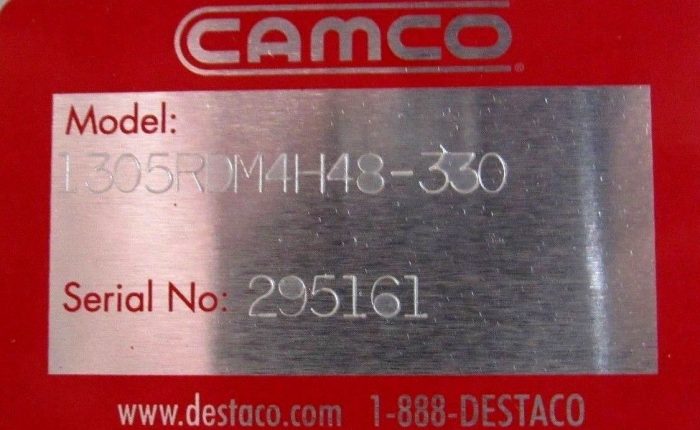 CAMCO®
Model:
1305RDM4H48-330
Serial No: 295161
www.destaco.com 1-888-DESTACO